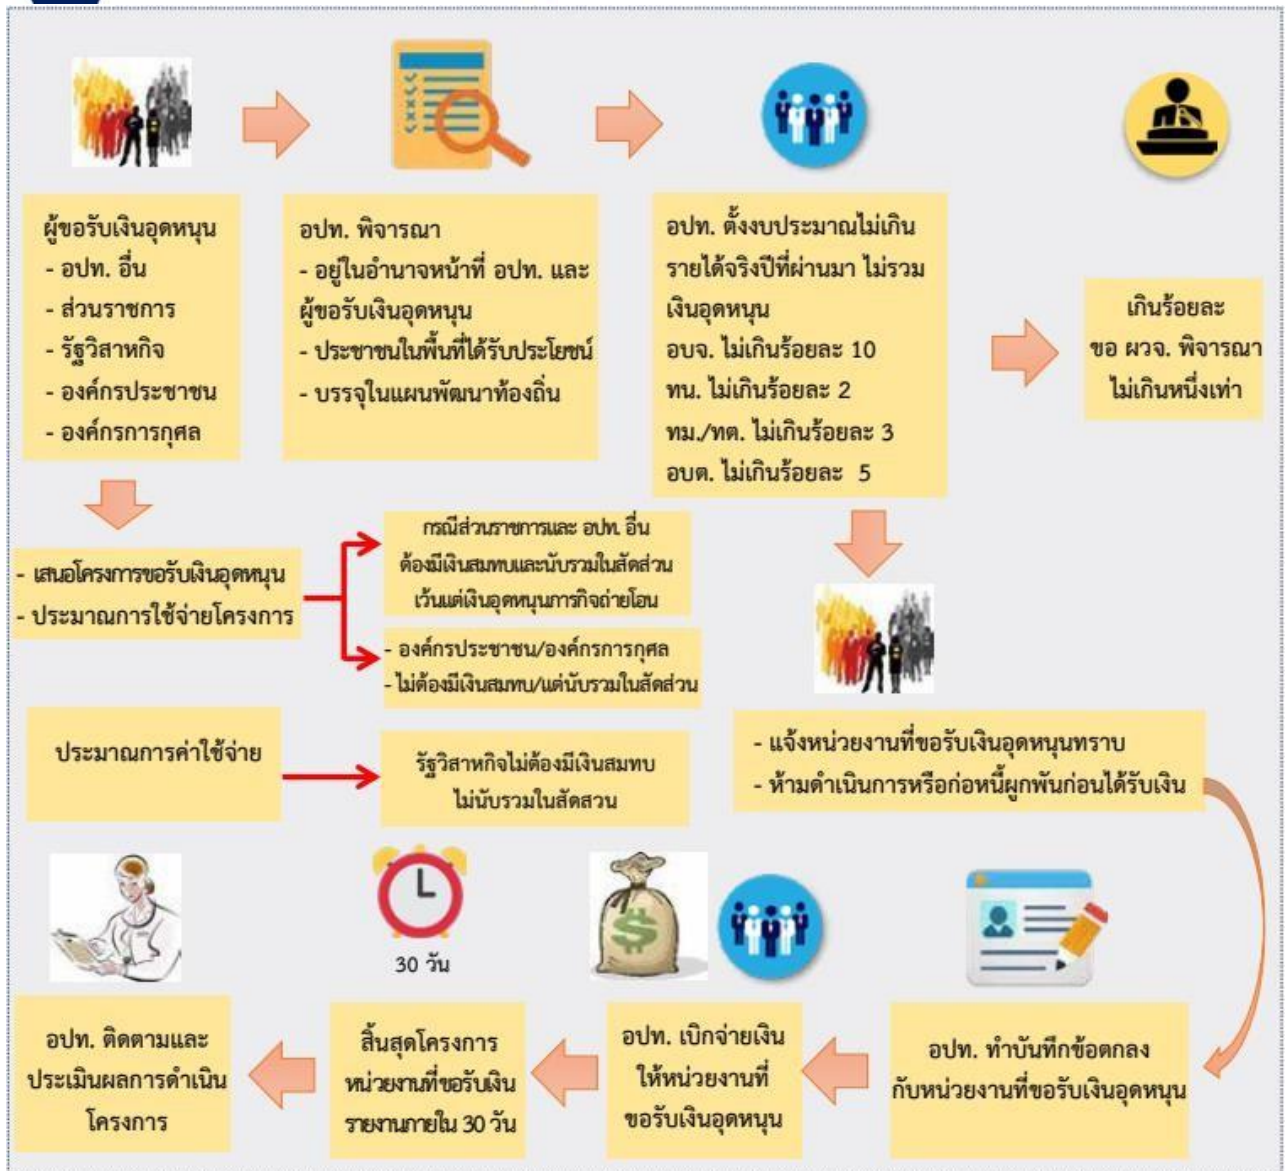 ผู้ขอรับเงินอุดหนุน
- อปท. อื่น
- ส่วนราชการ
- รัฐวิสาหกิจ
- องค์กรประชาชน
- องค์กรการกุศล
อปท. พิจารณา
- อยู่ในอำนาจหน้าที่ อปท. และ
ผู้ขอรับเงินอุดหนุน
- ประชาชนในพื้นที่ได้รับประโยชน์
- บรรจุในแผนพัฒนาท้องถิ่น
อปท. ตั้งงบประมาณไม่เกิน
รายได้จริงปีที่ผ่านมา ไม่รวม
เงินอุดหนุน
อบจ. ไม่เกินร้อยละ 10
ทน. ไม่เกินร้อยละ 2
ทม./ทต. ไม่เกินร้อยละ 3
อบต. ไม่เกินร้อยละ 5
เกินร้อยละ
ขอ ผวจ. พิจารณา
ไม่เกินหนึ่งเท่า
- เสนอโครงการขอรับเงินอุดหนุน
- ประมาณการใช้จ่ายโครงการ
กรณีส่วนราชการและ อปท. อื่น
ต้องมีเงินสมทบและนับรวมในสัดส่วน
เว้นแต่เงินอุดหนุนภารกิจถ่ายโอน
- องค์กรประชาชน/องค์กรการกุศล
- ไม่ต้องมีเงินสมทบ/แต่นับรวมในสัดส่วน
ประมาณการค่าใช้จ่าย
รัฐวิสาหกิจไม่ต้องมีเงินสมทบ
ไม่นับรวมในสัดสวน
- แจ้งหน่วยงานที่ขอรับเงินอุดหนุนทราบ
- ห้ามดำเนินการหรือก่อหนี้ผูกพันก่อนได้รับเงิน
อปท. ทำบันทึกข้อตกลง
กับหน่วยงานที่ขอรับเงินอุดหนุน
อปท. เบิกจ่ายเงิน
ให้หน่วยงานที่
ขอรับเงินอุดหนุน
30 วัน
สิ้นสุดโครงการ
หน่วยงานที่ขอรับเงิน
รายงานภายใน 30 วัน
อปท. ติดตามและ
ประเมินผลการดำเนิน
โครงการ